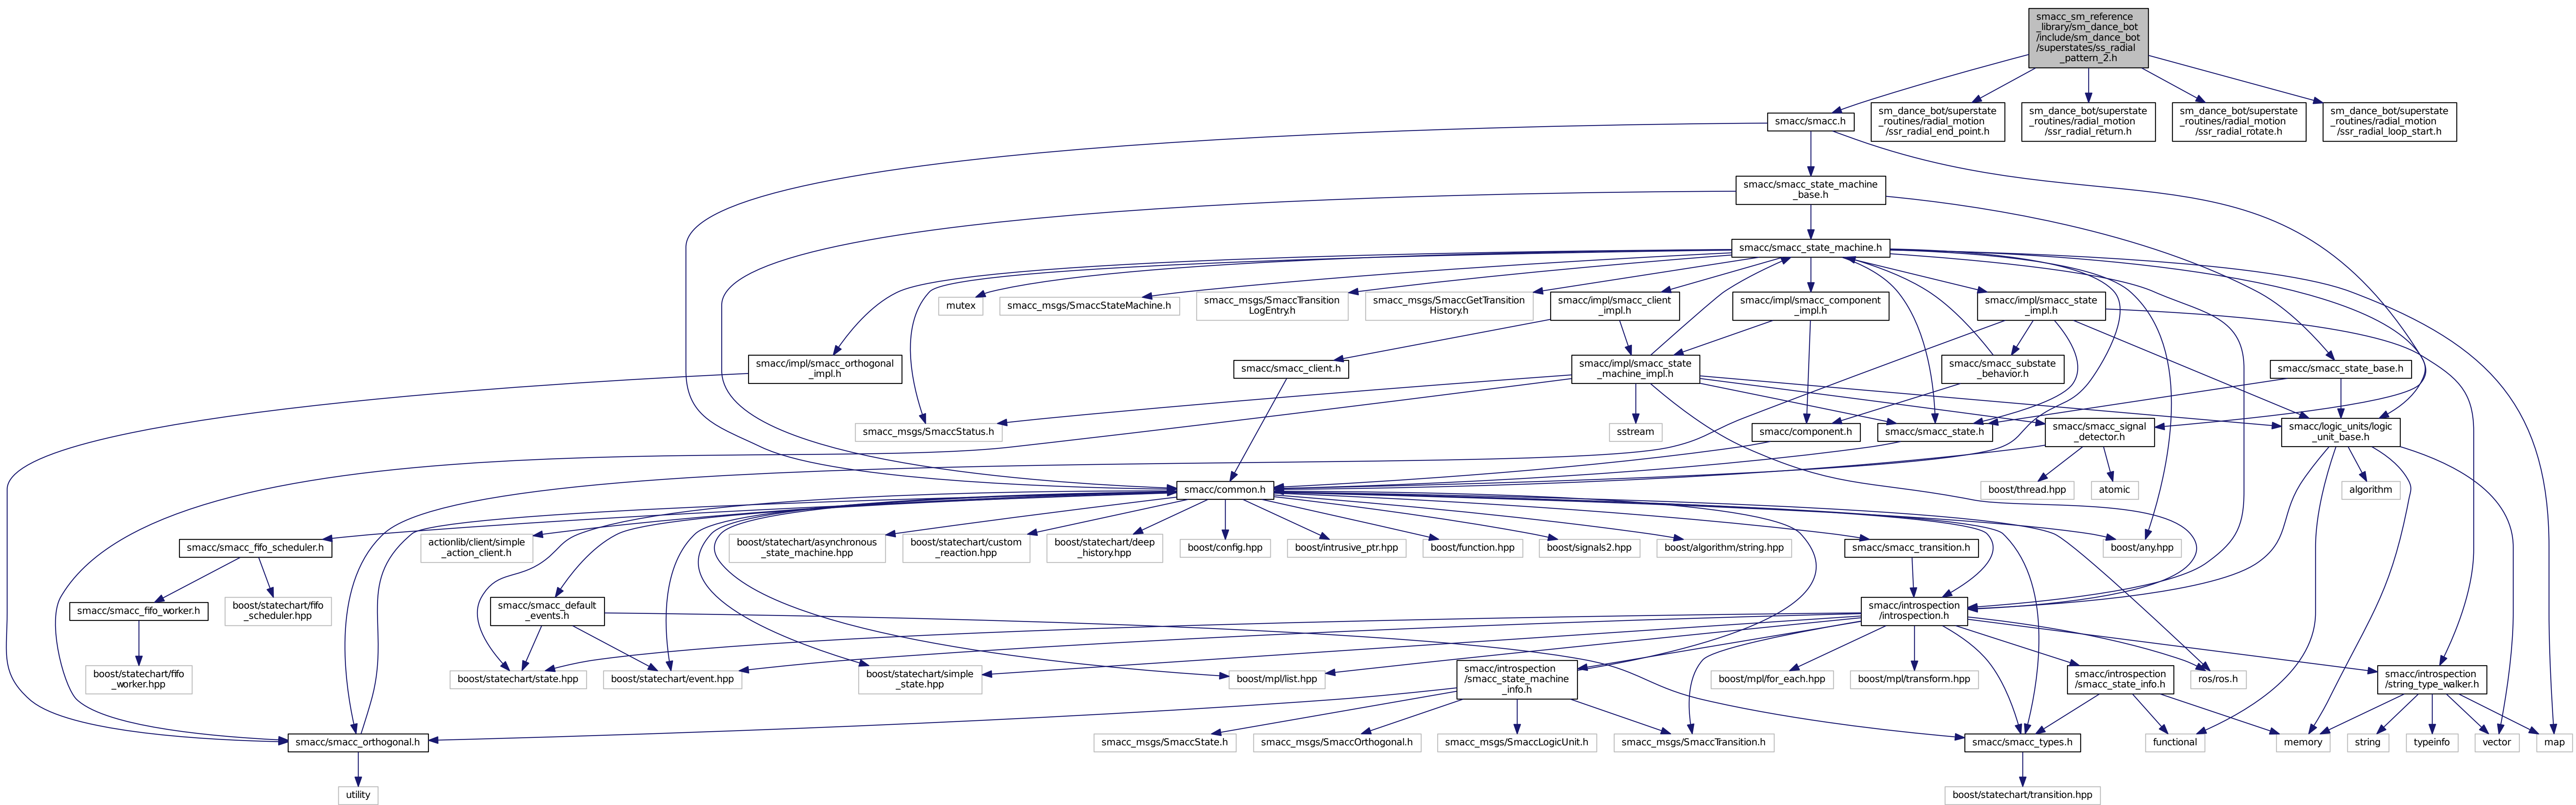 smacc_sm_reference
_library/sm_dance_bot
/include/sm_dance_bot
/superstates/ss_radial
_pattern_2.h
smacc/smacc.h
sm_dance_bot/superstate
_routines/radial_motion
/ssr_radial_end_point.h
sm_dance_bot/superstate
_routines/radial_motion
/ssr_radial_return.h
sm_dance_bot/superstate
_routines/radial_motion
/ssr_radial_rotate.h
sm_dance_bot/superstate
_routines/radial_motion
/ssr_radial_loop_start.h
smacc/smacc_state_machine
_base.h
smacc/smacc_state_machine.h
mutex
smacc_msgs/SmaccStateMachine.h
smacc_msgs/SmaccTransition
LogEntry.h
smacc_msgs/SmaccGetTransition
History.h
smacc/impl/smacc_client
_impl.h
smacc/impl/smacc_component
_impl.h
smacc/impl/smacc_state
_impl.h
smacc/impl/smacc_orthogonal
_impl.h
smacc/smacc_client.h
smacc/impl/smacc_state
_machine_impl.h
smacc/smacc_substate
_behavior.h
smacc/smacc_state_base.h
smacc_msgs/SmaccStatus.h
sstream
smacc/component.h
smacc/smacc_state.h
smacc/smacc_signal
_detector.h
smacc/logic_units/logic
_unit_base.h
smacc/common.h
boost/thread.hpp
atomic
algorithm
smacc/smacc_fifo_scheduler.h
actionlib/client/simple
_action_client.h
boost/statechart/asynchronous
_state_machine.hpp
boost/statechart/custom
_reaction.hpp
boost/statechart/deep
_history.hpp
boost/config.hpp
boost/intrusive_ptr.hpp
boost/function.hpp
boost/signals2.hpp
boost/algorithm/string.hpp
smacc/smacc_transition.h
boost/any.hpp
smacc/smacc_fifo_worker.h
boost/statechart/fifo
_scheduler.hpp
smacc/smacc_default
_events.h
smacc/introspection
/introspection.h
boost/statechart/fifo
_worker.hpp
boost/statechart/state.hpp
boost/statechart/event.hpp
boost/statechart/simple
_state.hpp
boost/mpl/list.hpp
smacc/introspection
/smacc_state_machine
_info.h
boost/mpl/for_each.hpp
boost/mpl/transform.hpp
smacc/introspection
/smacc_state_info.h
ros/ros.h
smacc/introspection
/string_type_walker.h
smacc/smacc_orthogonal.h
smacc_msgs/SmaccState.h
smacc_msgs/SmaccOrthogonal.h
smacc_msgs/SmaccLogicUnit.h
smacc_msgs/SmaccTransition.h
smacc/smacc_types.h
functional
memory
string
typeinfo
vector
map
utility
boost/statechart/transition.hpp